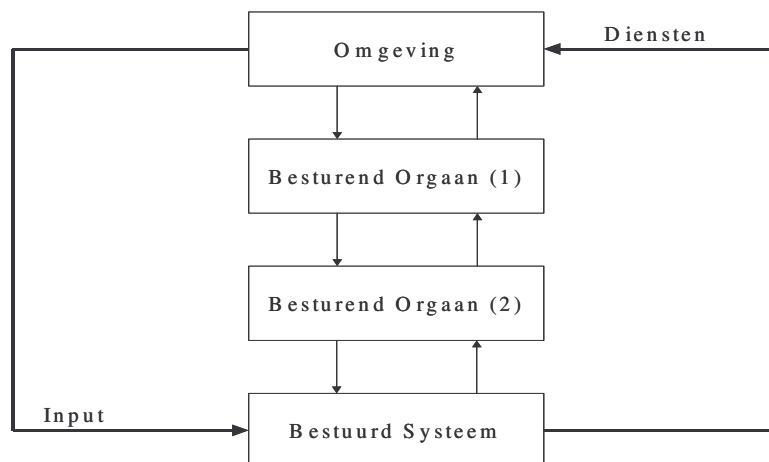 Diensten
Omgeving
Besturend Orgaan (1)
Besturend Orgaan (2)
Input
Bestuurd Systeem